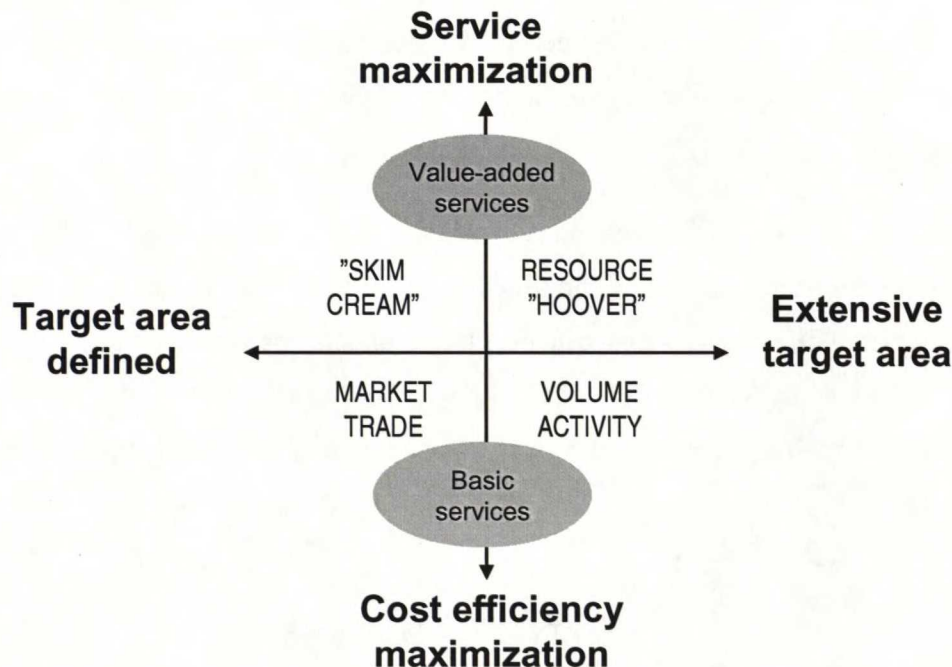 Service
maximization
Value-added
services
"SKIM
CREAM"
RESOURCE
"HOOVER"
Target area
defined
Extensive
target area
MARKET
TRADE
VOLUME
ACTIVITY
Basic
services
Cost efficiency
maximization